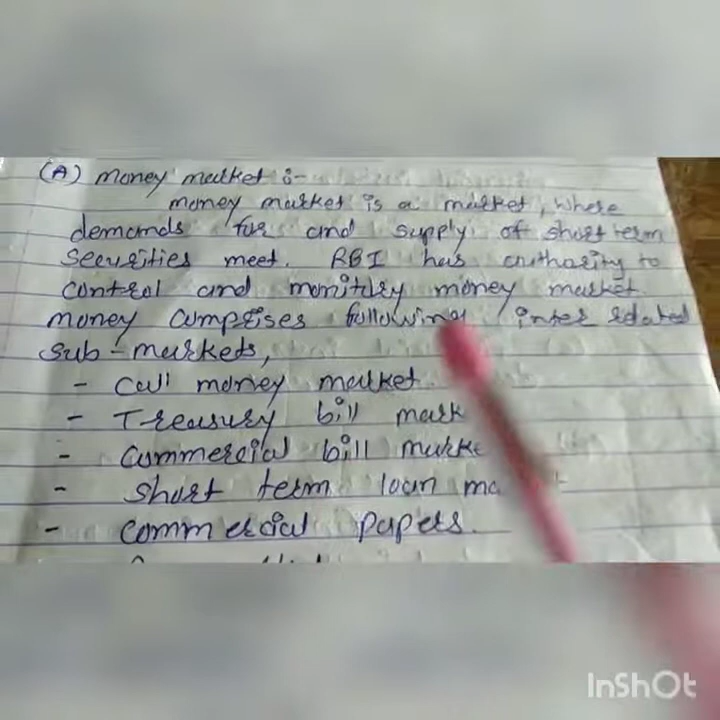 (A) money market :-
money market is a market, where
demands for and supply of short term
securities meet. RBI has authority to
control and monitary money market.
money comprises following inter related
sub-markets,
- call money market.
- Treasury bill mark
- commercial bill marke
- short term loan ma
- commercial papers.
InShOt